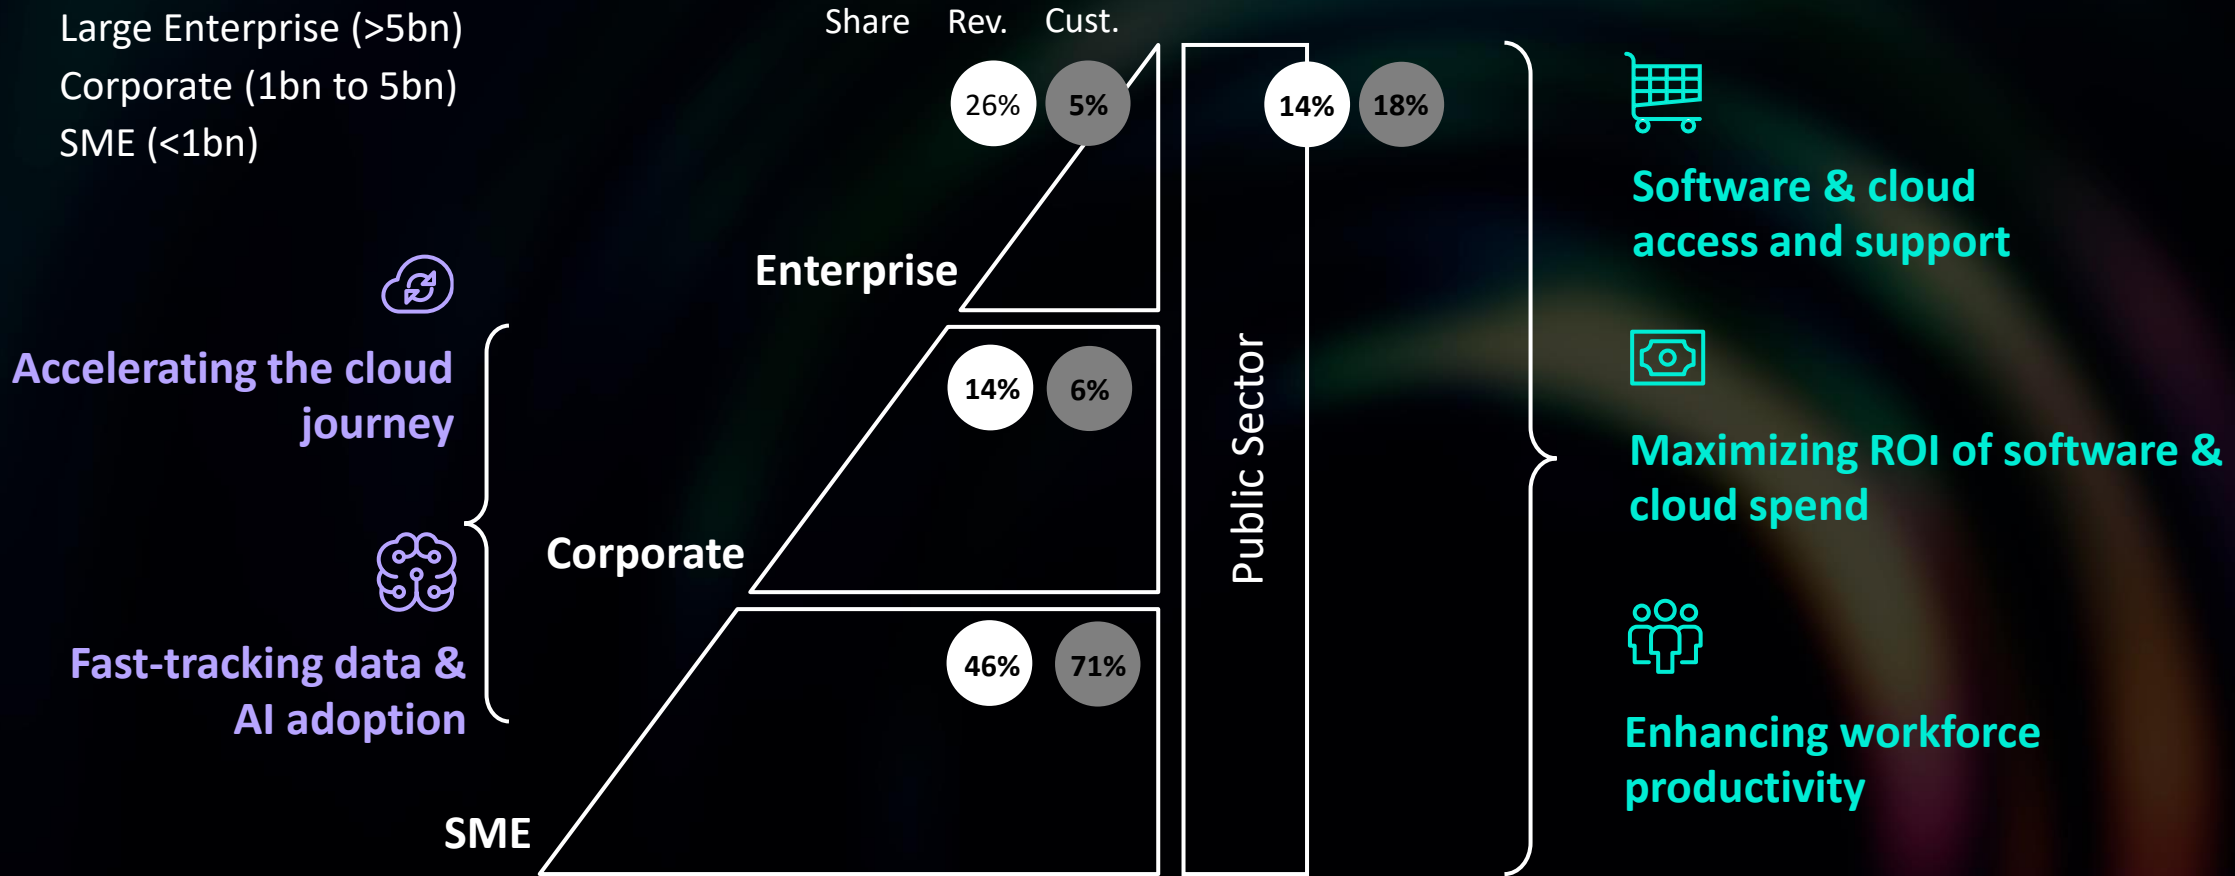 Large Enterprise (>5bn)
Corporate (1bn to 5bn)
SME (<1bn)
Share Rev. Cust.
26% 5%
14% 18%
Enterprise
14% 6%
Corporate
46% 71%
SME
Public Sector
Accelerating the cloud
journey
Fast-tracking data &
AI adoption
Software & cloud
access and support
Maximizing ROI of software &
cloud spend
Enhancing workforce
productivity